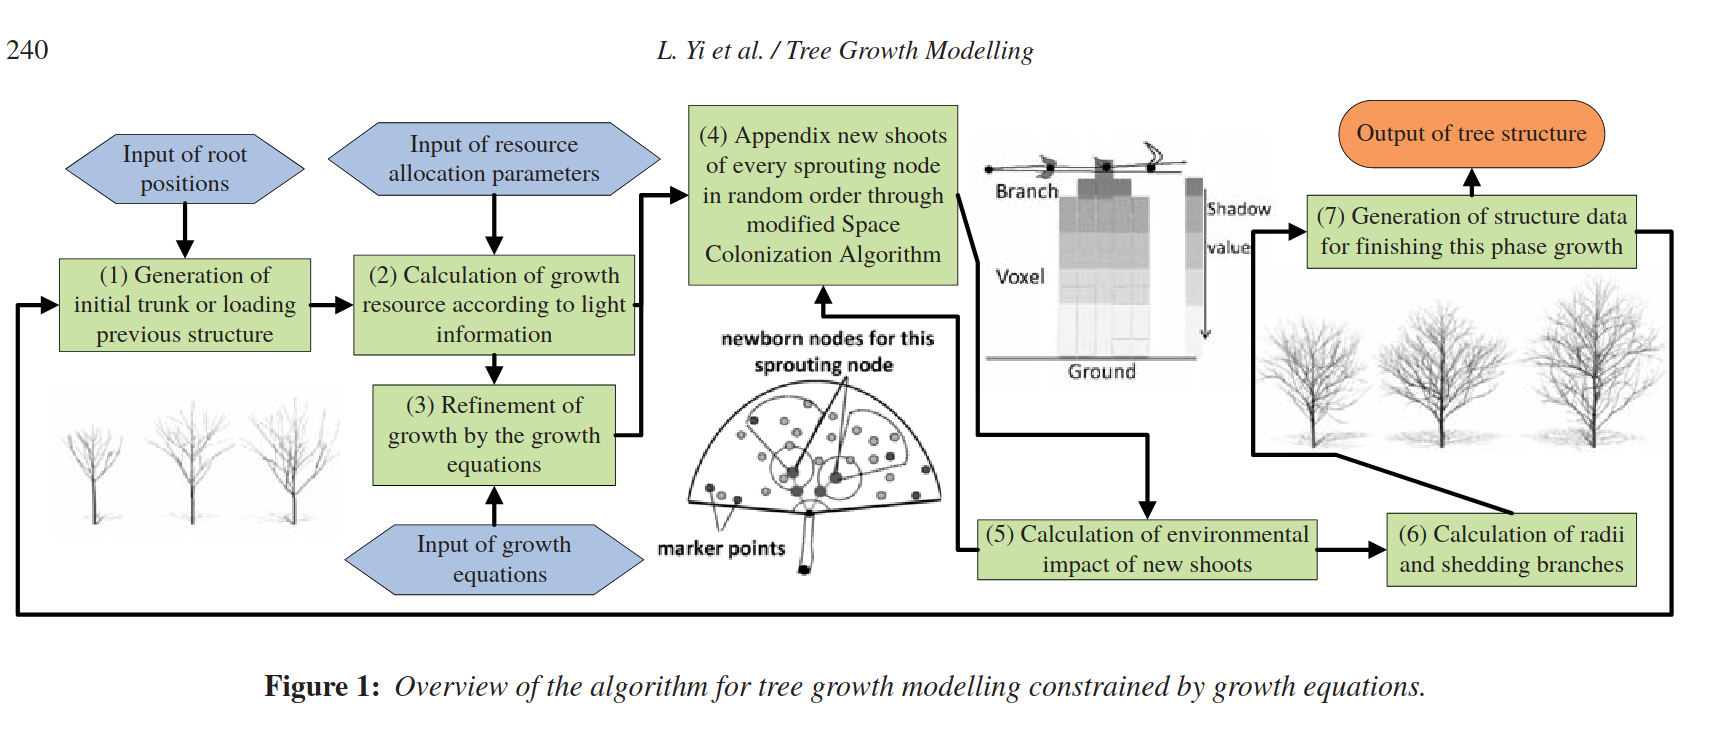 240
L. Yi et al. / Tree Growth Modelling
Input of root
positions
Input of resource
allocation parameters
(1) Generation of
initial trunk or loading
previous structure
(2) Calculation of growth
resource according to light
information
(3) Refinement of
growth by the growth
equations
Input of growth
equations
(4) Appendix new shoots
of every sprouting node
in random order through
modified Space
Colonization Algorithm
newborn nodes for this
sprouting node
marker points
Branch
Shadow
values
Voxel
Ground
(5) Calculation of environmental
impact of new shoots
(6) Calculation of radii
and shedding branches
Output of tree structure
(7) Generation of structure data
for finishing this phase growth
Figure 1: Overview of the algorithm for tree growth modelling constrained by growth equations.